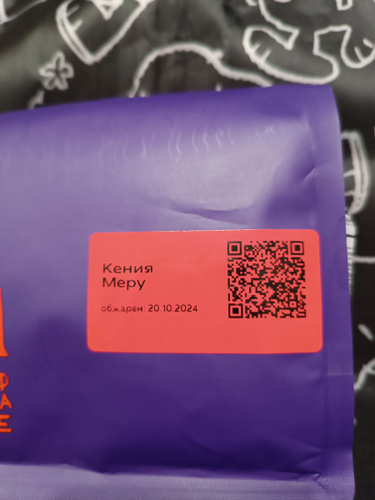 Кения
Меру
обжарен: 20.10.2024
Ф
А
Е